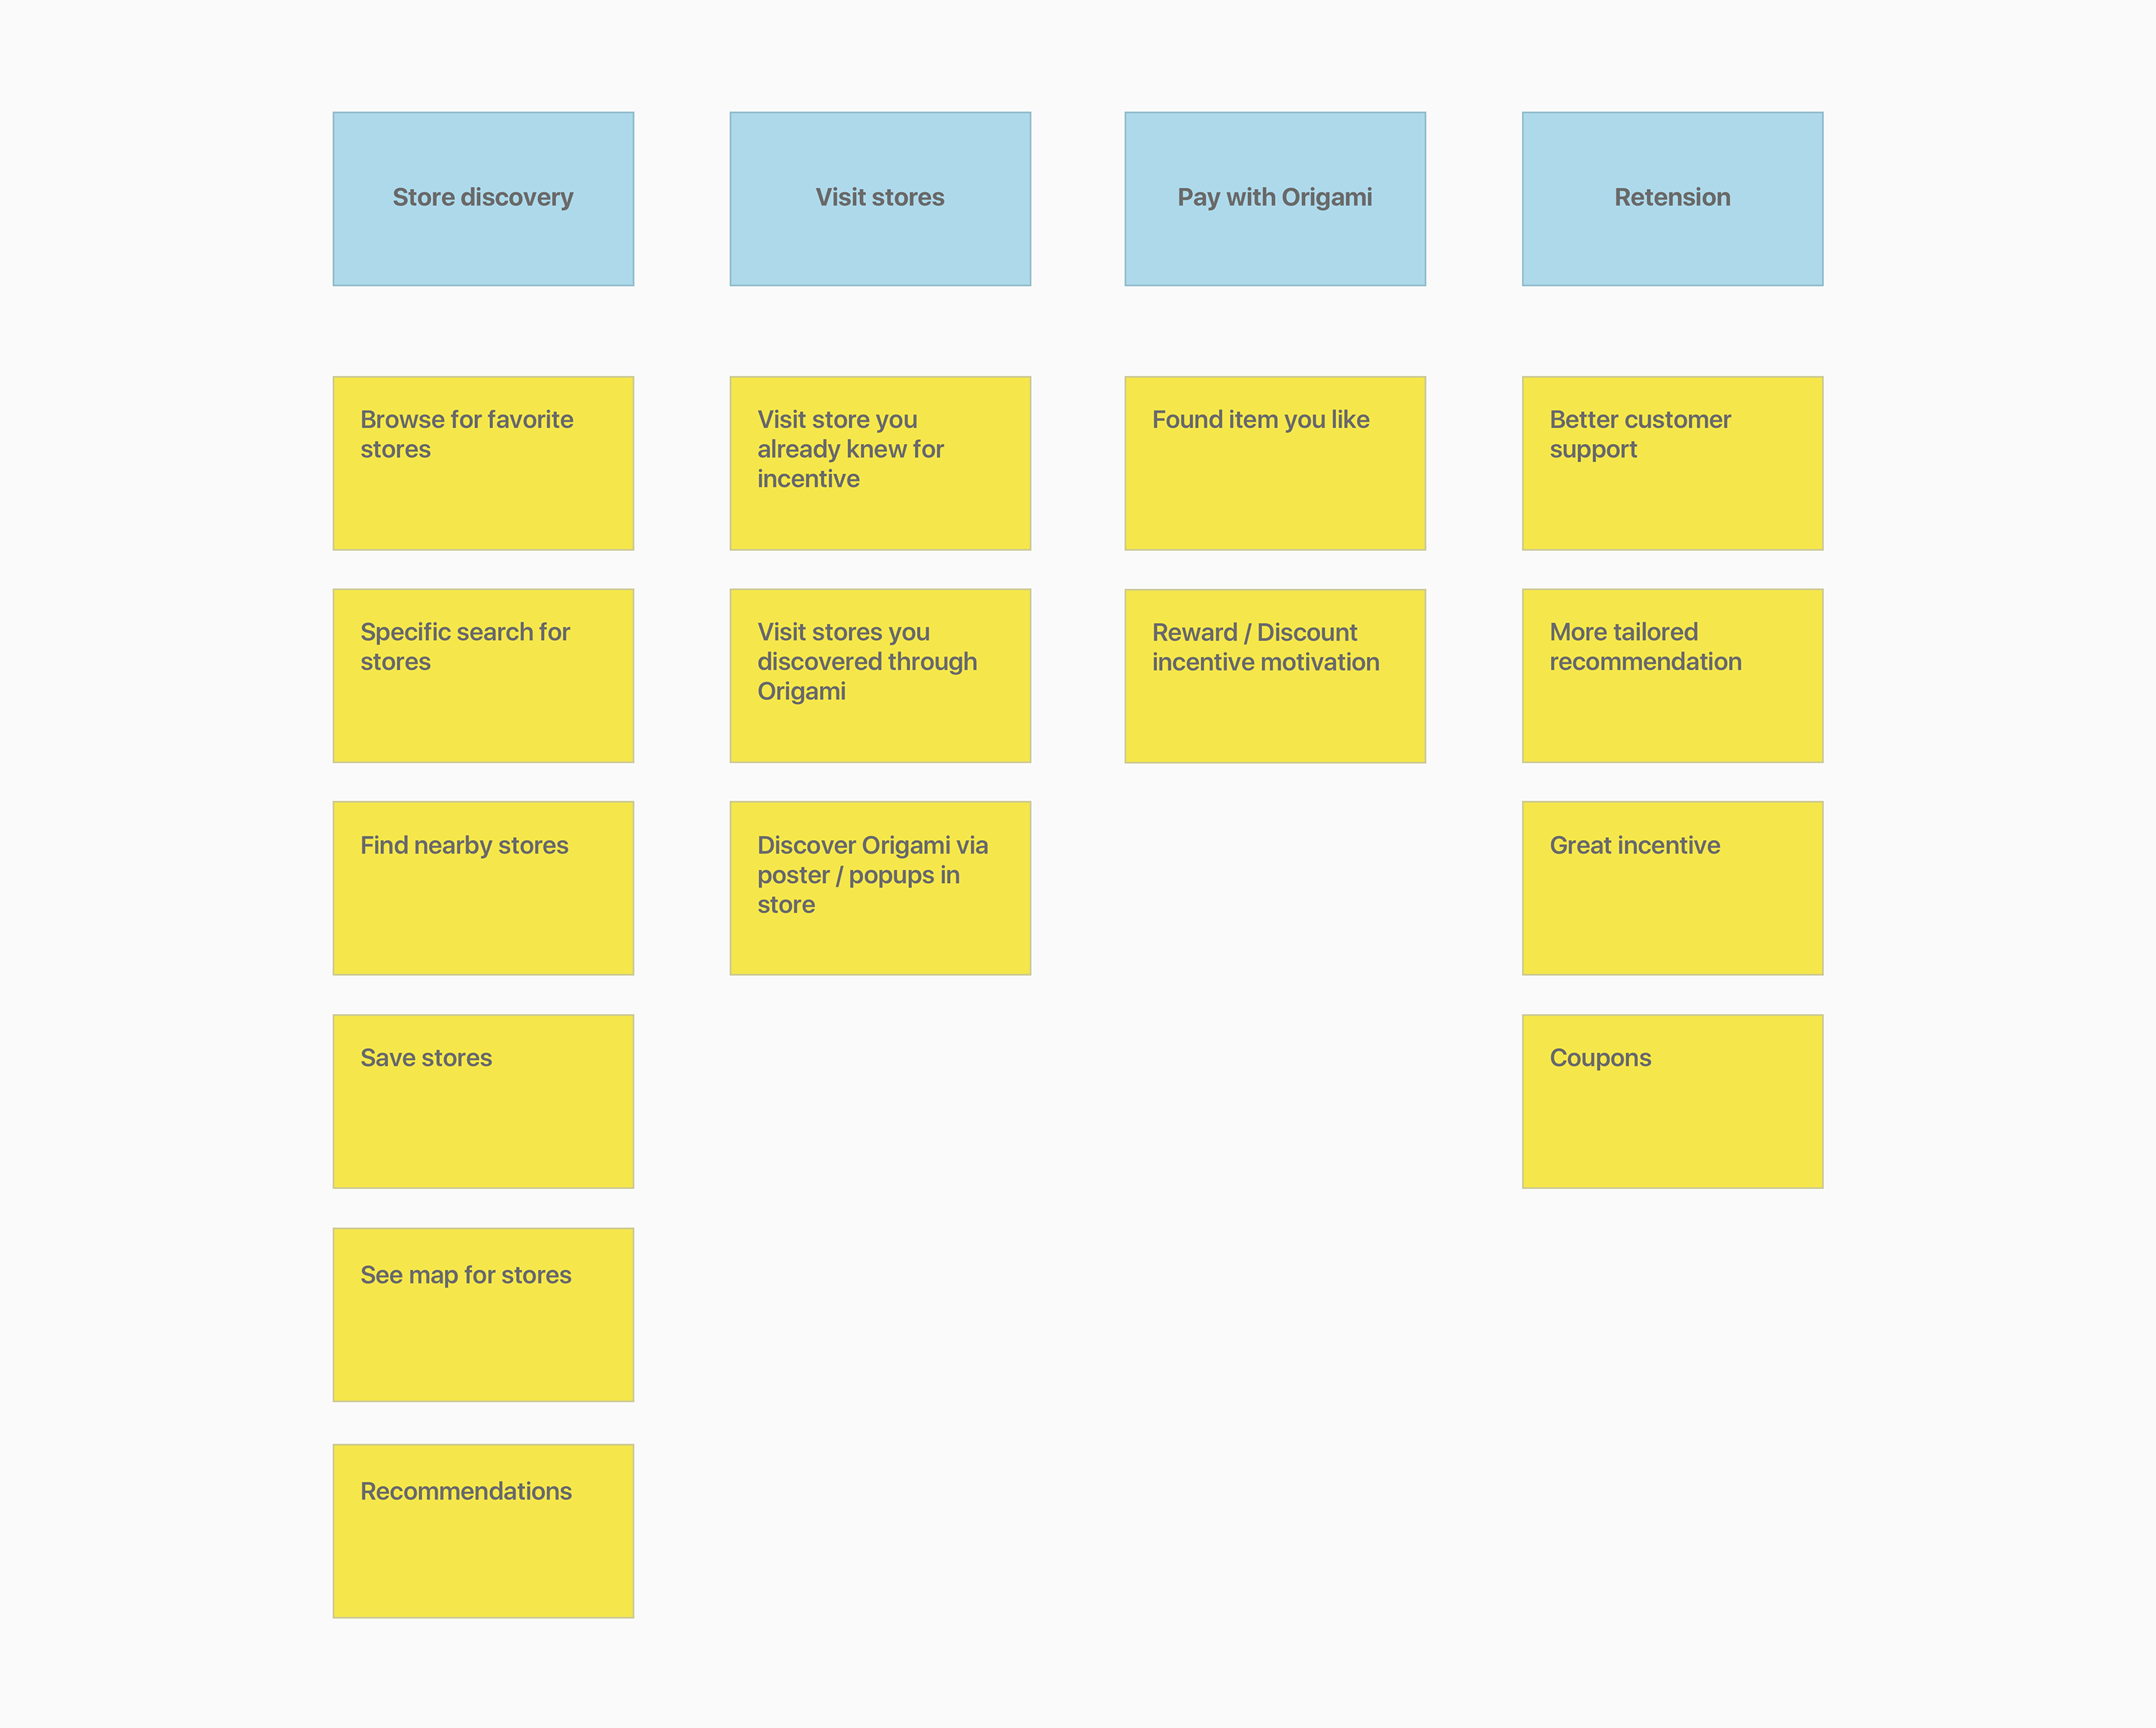 Store discovery
Visit stores
Pay with Origami
Retension
Browse for favorite
stores
Specific search for
stores
Find nearby stores
Save stores
See map for stores
Recommendations
Visit store you
already knew for
incentive
Visit stores you
discovered through
Origami
Discover Origami via
poster / popups in
store
Found item you like
Reward / Discount
incentive motivation
Better customer
support
More tailored
recommendation
Great incentive
Coupons